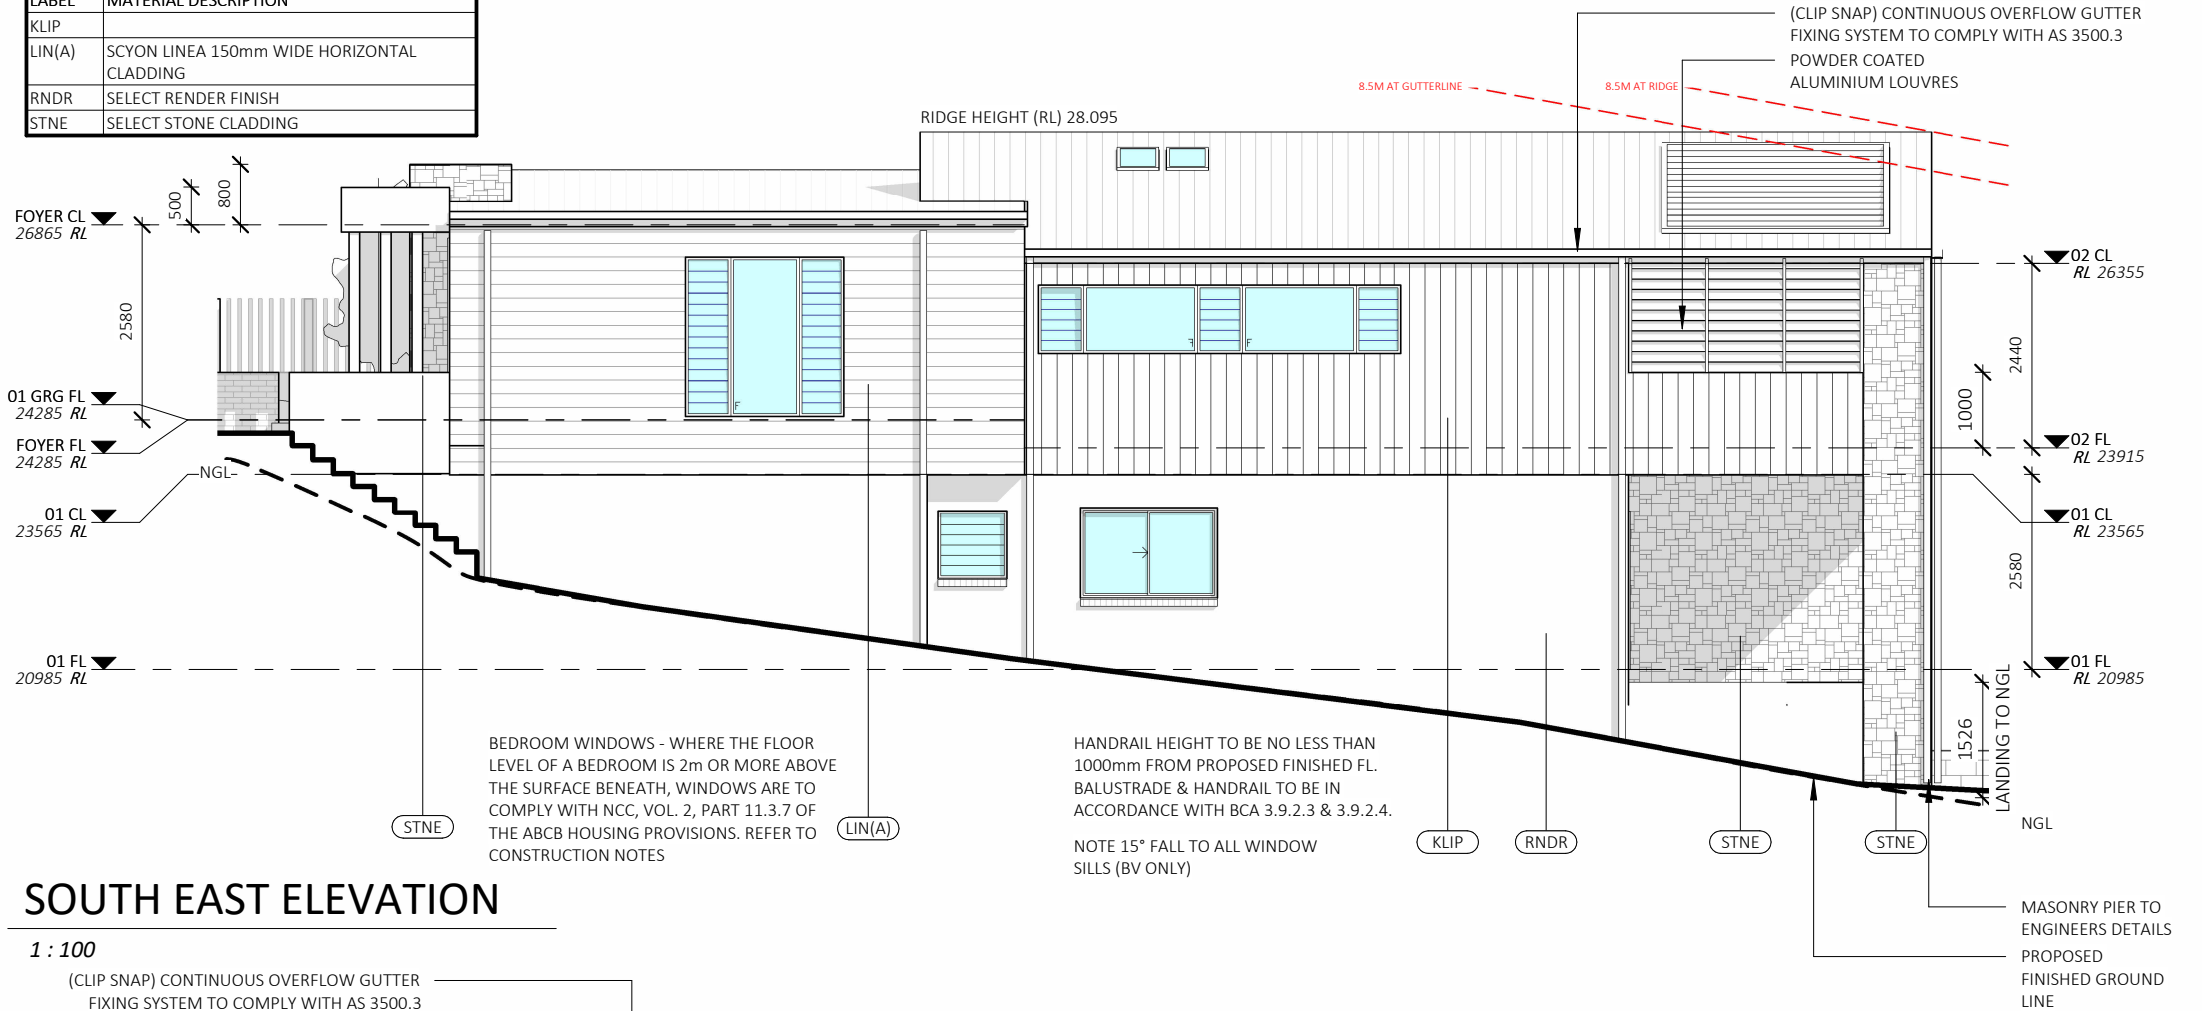 LABEL MATERIAL DESCRIPTION
KLIP
LIN(A) SCYON LINEA 150mm WIDE HORIZONTAL
CLADDING
RNDR SELECT RENDER FINISH
STNE SELECT STONE CLADDING
(CLIP SNAP) CONTINUOUS OVERFLOW GUTTER
FIXING SYSTEM TO COMPLY WITH AS 3500.3
POWDER COATED
ALUMINIUM LOUVRES
8.5M AT GUTTERLINE
8.5M AT RIDGE
RIDGE HEIGHT (RL) 28.095
500
800
FOYER CL
26865 RL
2580
01 GRG FL
24285 RL
FOYER FL
24285 RL
NGL
01 CL
23565 RL
01 FL
20985 RL
F
F
F
02 CL
RL 26355
2440
1000
02 FL
RL 23915
01 CL
RL 23565
2580
01 FL
RL 20985
1526
LANDING TO NGL
NGL
BEDROOM WINDOWS - WHERE THE FLOOR
LEVEL OF A BEDROOM IS 2m OR MORE ABOVE
THE SURFACE BENEATH, WINDOWS ARE TO
COMPLY WITH NCC, VOL. 2, PART 11.3.7 OF
THE ABCB HOUSING PROVISIONS. REFER TO
CONSTRUCTION NOTES
HANDRAIL HEIGHT TO BE NO LESS THAN
1000mm FROM PROPOSED FINISHED FL.
BALUSTRADE & HANDRAIL TO BE IN
ACCORDANCE WITH BCA 3.9.2.3 & 3.9.2.4.
NOTE 15° FALL TO ALL WINDOW
SILLS (BV ONLY)
STNE
LIN(A)
KLIP
RNDR
STNE
STNE
MASONRY PIER TO
ENGINEERS DETAILS
PROPOSED
FINISHED GROUND
LINE
SOUTH EAST ELEVATION
1 : 100
(CLIP SNAP) CONTINUOUS OVERFLOW GUTTER
FIXING SYSTEM TO COMPLY WITH AS 3500.3